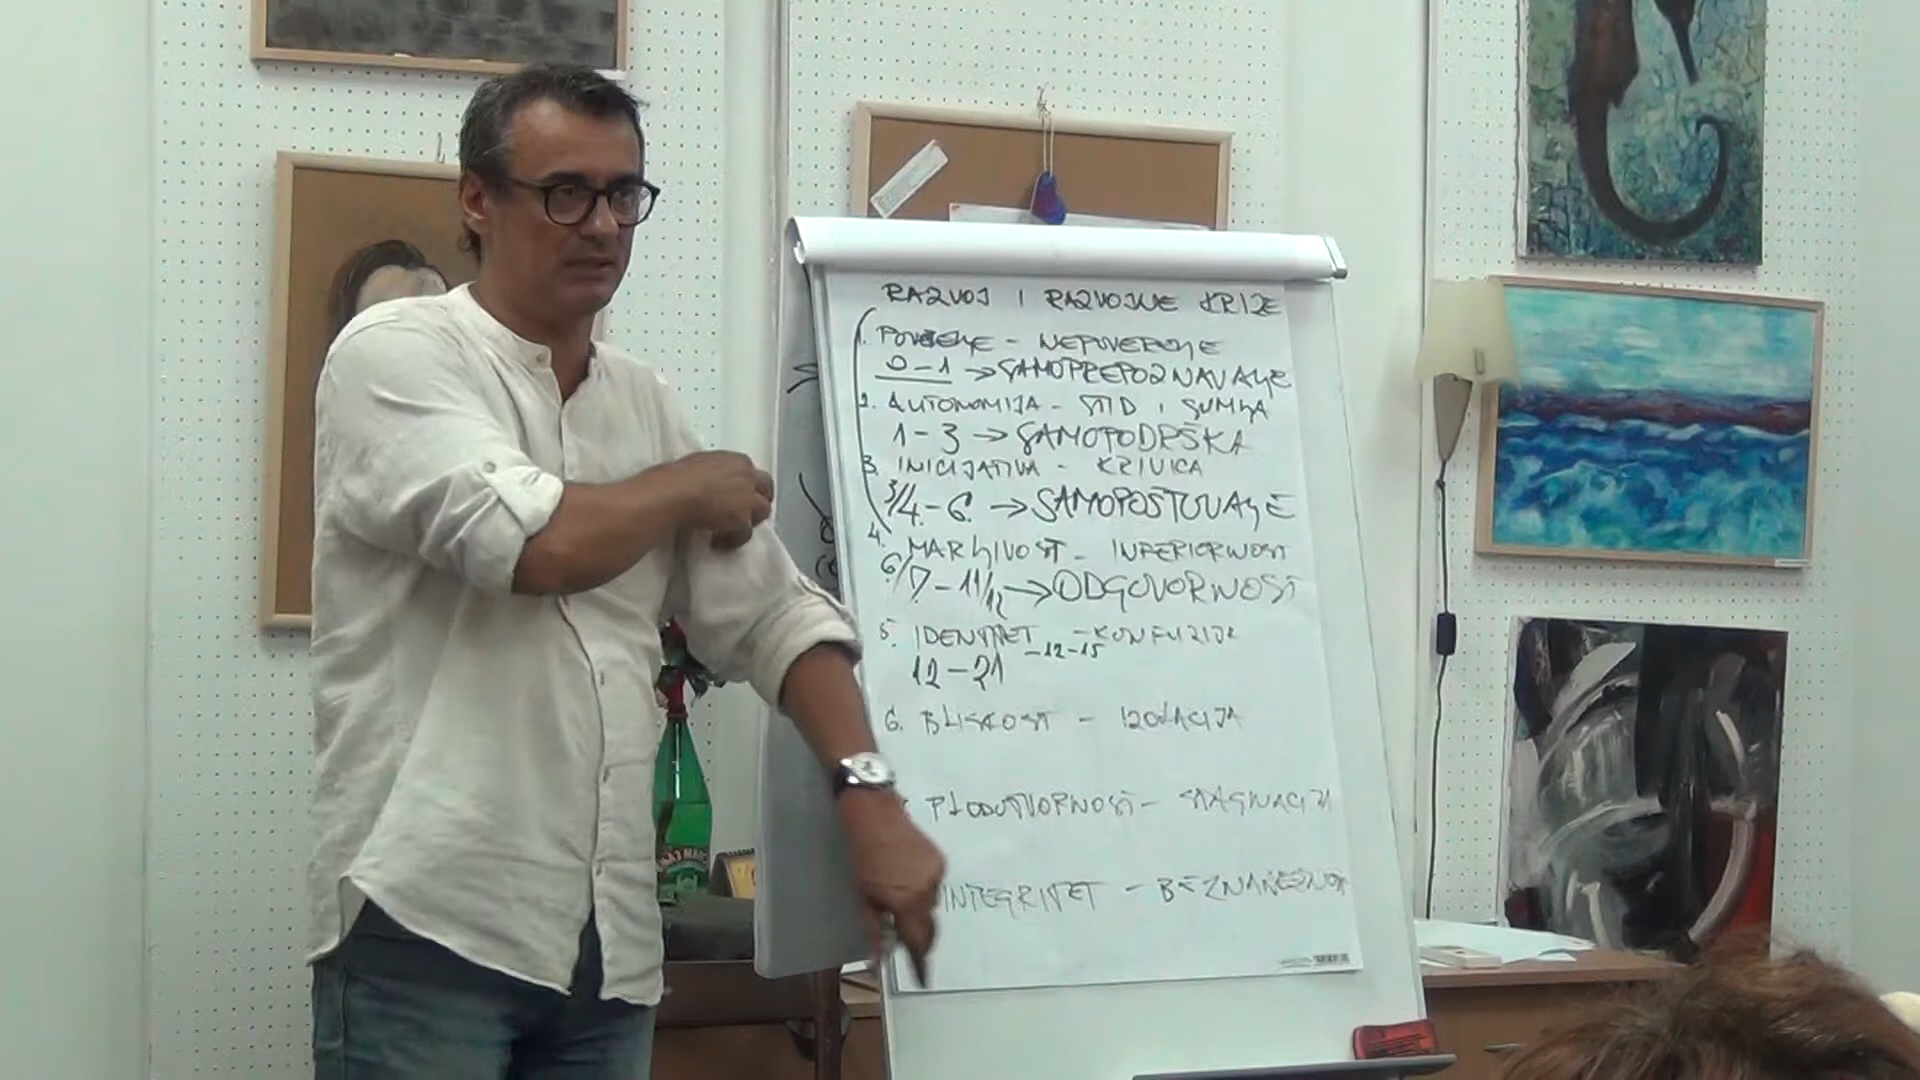 RAZVOJ I RAZVOJNE KRIZE
1. POVERENJE - NEPOVERENJE
0-1 → SAMOPREPOZNAVANJE
2. AUTONOMIJA - STID I SUMNJA
1-3 → SAMOPODRŠKA
3. INICIJATIVA - KRIVICA
3/4.-6. → SAMOPOŠTOVANJE
4. MARLJIVOST - INFERIORNOST
6/7-11/12 → ODGOVORNOST
5. IDENTITET - KONFUZIJA
-12-15
12-21
6. BLISKOST - IZOLACIJA
PLODOTVORNOST - STAGNACIJA
INTEGRITET - BEZNADEŽNOST